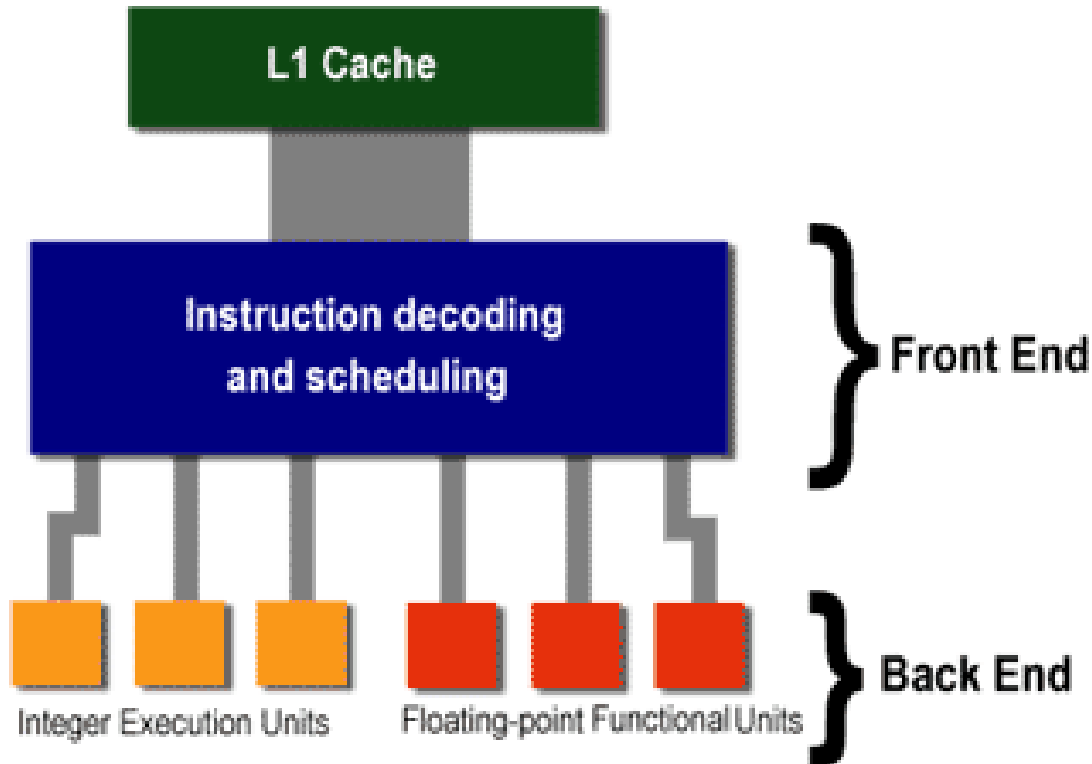 L1 Cache
Instruction decoding
and scheduling
Front End
Back End
Integer Execution Units
Floating-point Functional Units